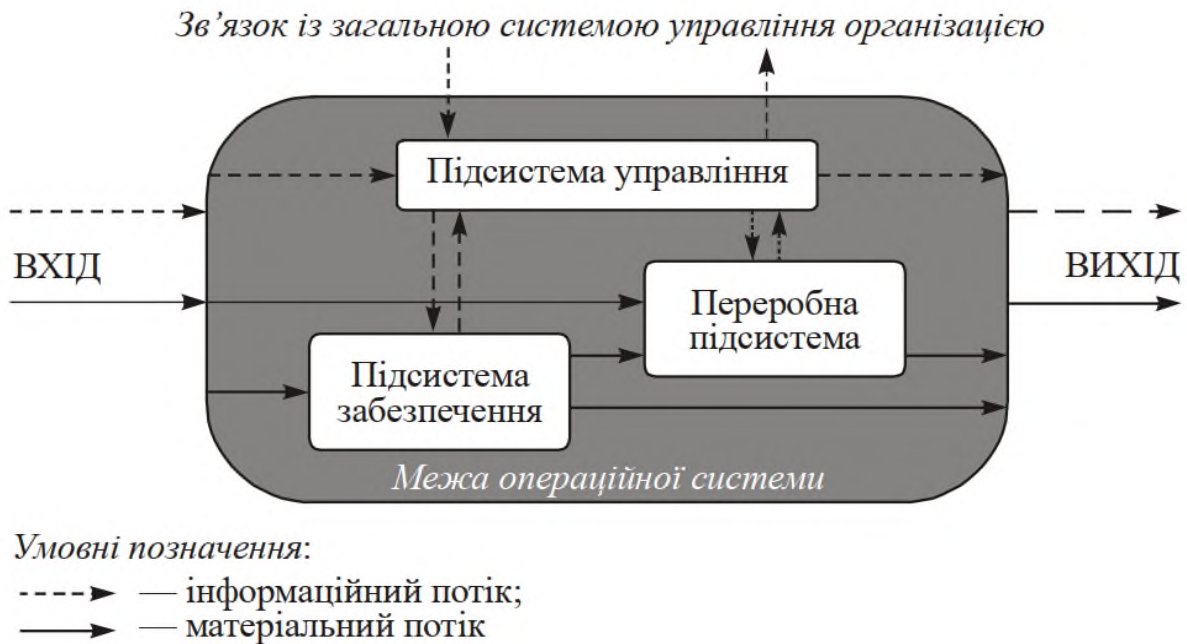 Зв’язок із загальною системою управління організацією
Підсистема управління
ВХІД
ВИХІД
Переробна
підсистема
Підсистема
забезпечення
Межа операційної системи
Умовні позначення:
— інформаційний потік;
— матеріальний потік